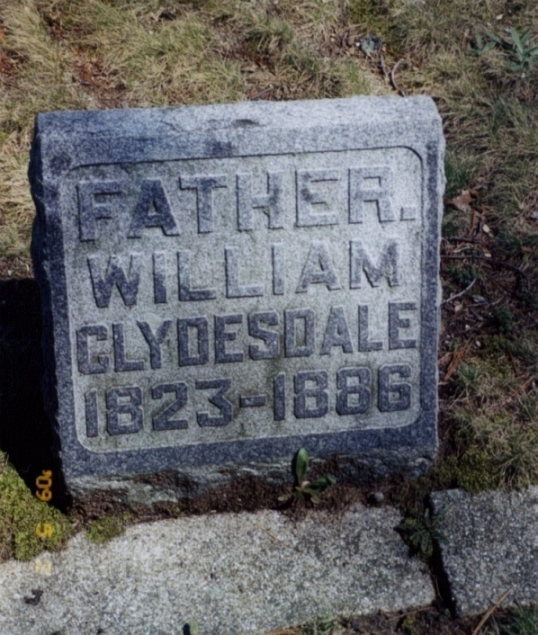 FATHER.
WILLIAM
CLYDESDALE
1823-1886